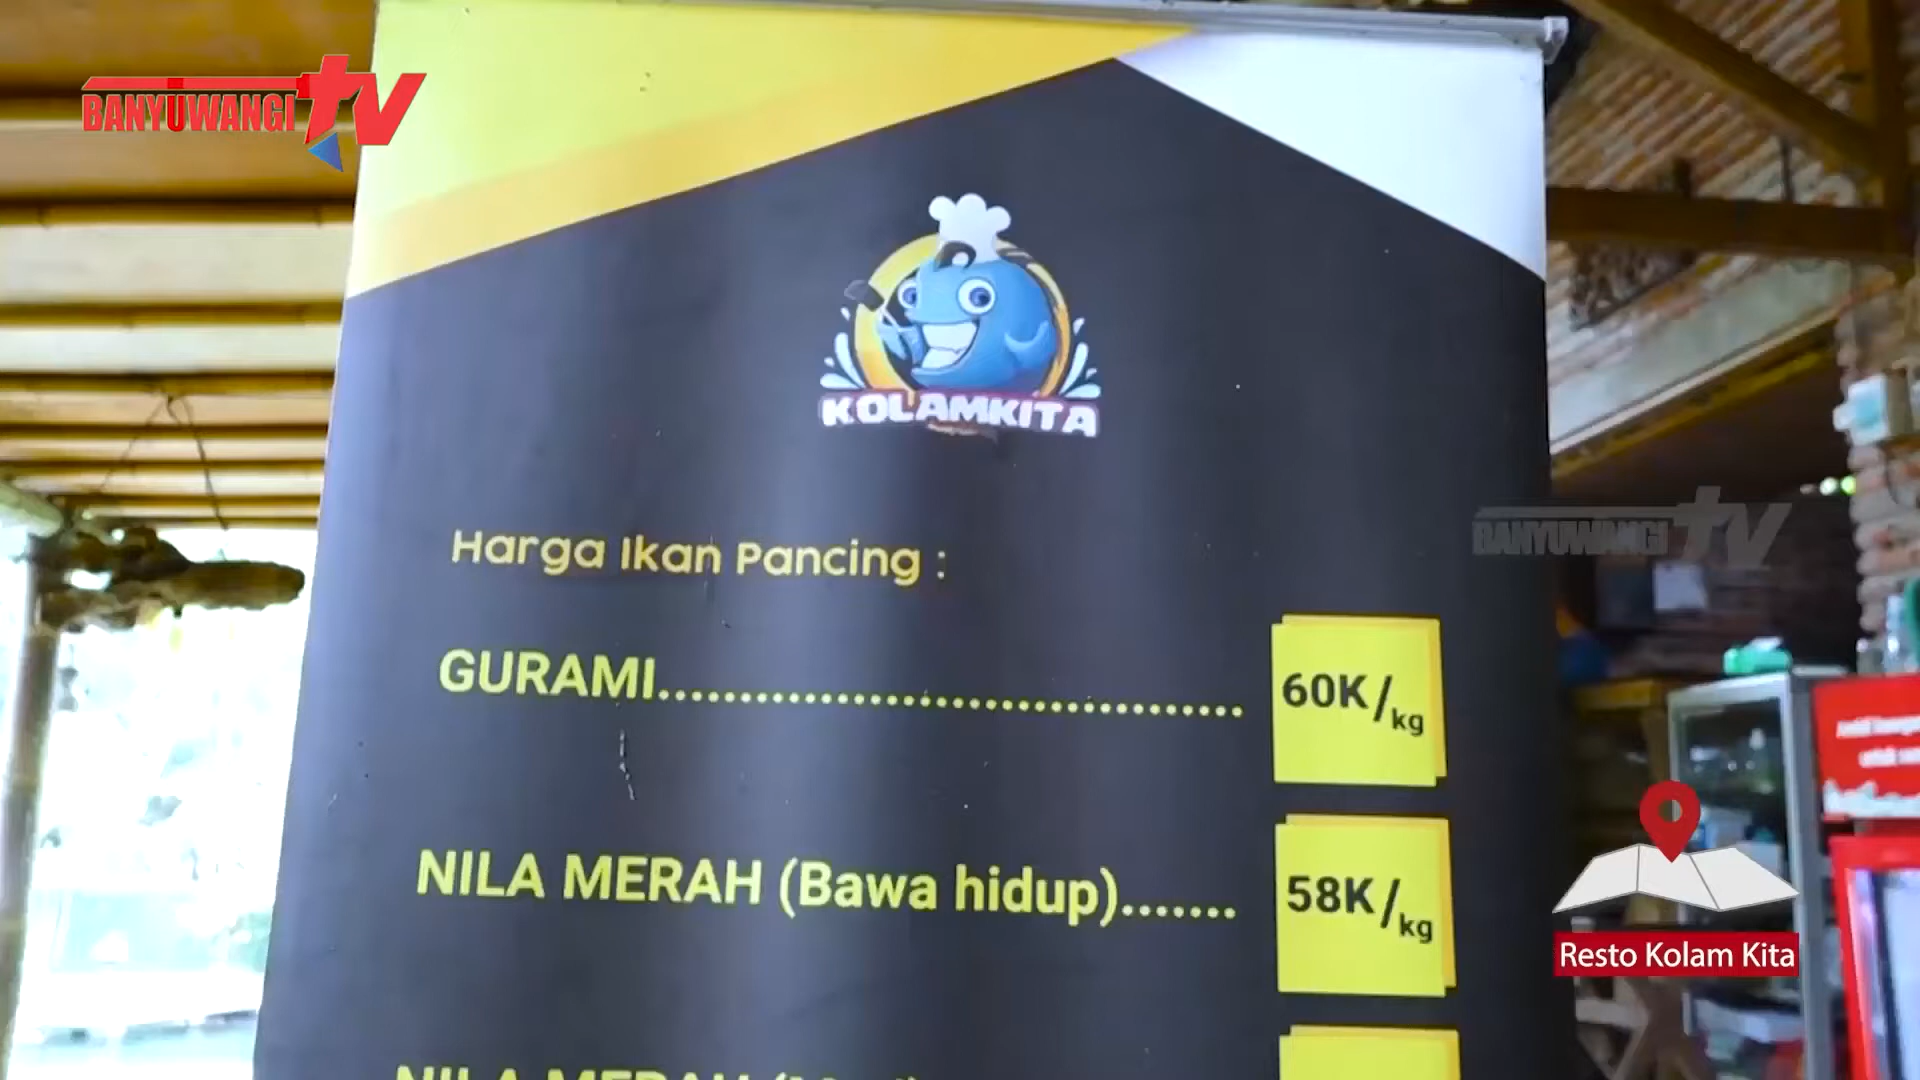 BANYUWANGI TV
KOLAMKITA
Harga Ikan Pancing :
GURAMI.................................... 60K/kg
BANYUWANGI TV
NILA MERAH (Bawa hidup)....... 58K/kg
Resto Kolam Kita
NILA MERAH